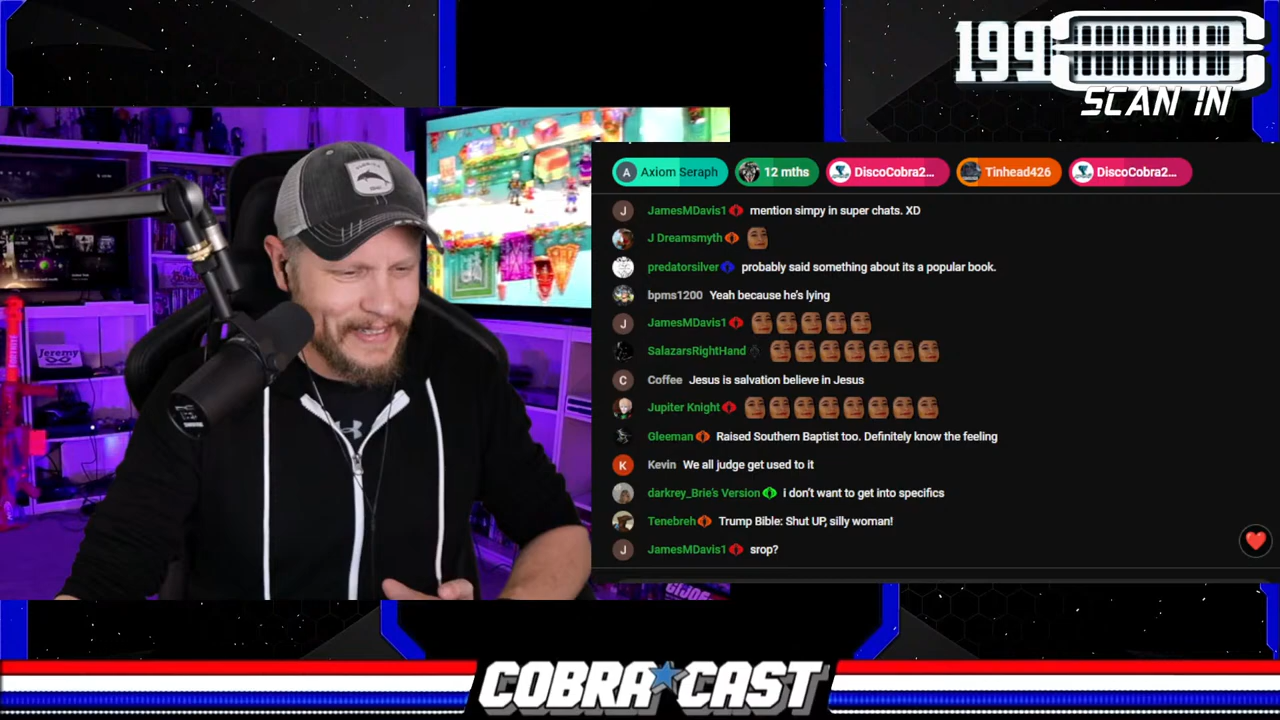 199
SCAN IN
A Axiom Seraph 12 mths DiscoCobra2... Tinhead426 DiscoCobra2...
J JamesMDavis1 mention simpy in super chats. XD
J Dreamsmyth
predatorsilver probably said something about its a popular book.
bpms1200 Yeah because he's lying
J JamesMDavis1
SalazarsRightHand
C Coffee Jesus is salvation believe in Jesus
Jupiter Knight
Gleeman Raised Southern Baptist too. Definitely know the feeling
K Kevin We all judge get used to it
darkrey_Brie's Version i don't want to get into specifics
Tenebreh Trump Bible: Shut UP, silly woman!
J JamesMDavis1 srop?
Jeremy
GIJOE
COBRA CAST